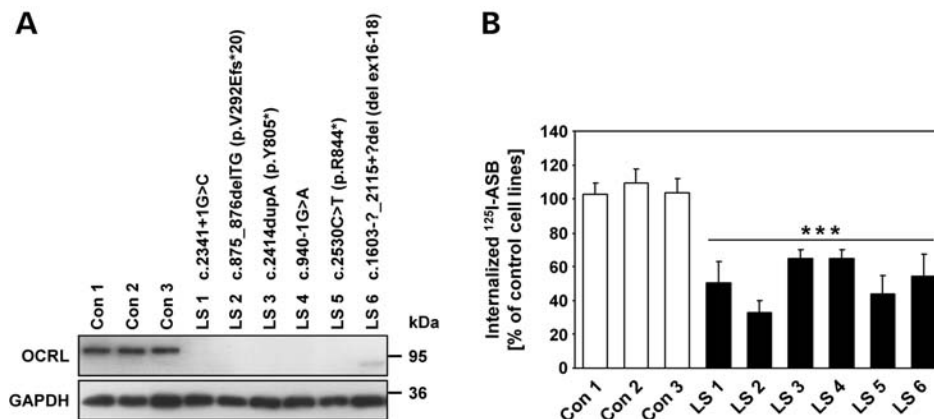 A
Con 1
Con 2
Con 3
LS 1 c.2341+1G>C
LS 2 c.875_876delTG (p.V292Efs*20)
LS 3 c.2414dupA (p.Y805*)
LS 4 c.940-1G>A
LS 5 c.2530C>T (p.R844*)
LS 6 c.1603-?_2115+?del (del ex16-18)
kDa
OCRL
95
GAPDH
36
B
Internalized ¹²⁵I-ASB
[% of control cell lines]
140
120
100
80
60
40
20
0
***
Con 1
Con 2
Con 3
LS 1
LS 2
LS 3
LS 4
LS 5
LS 6